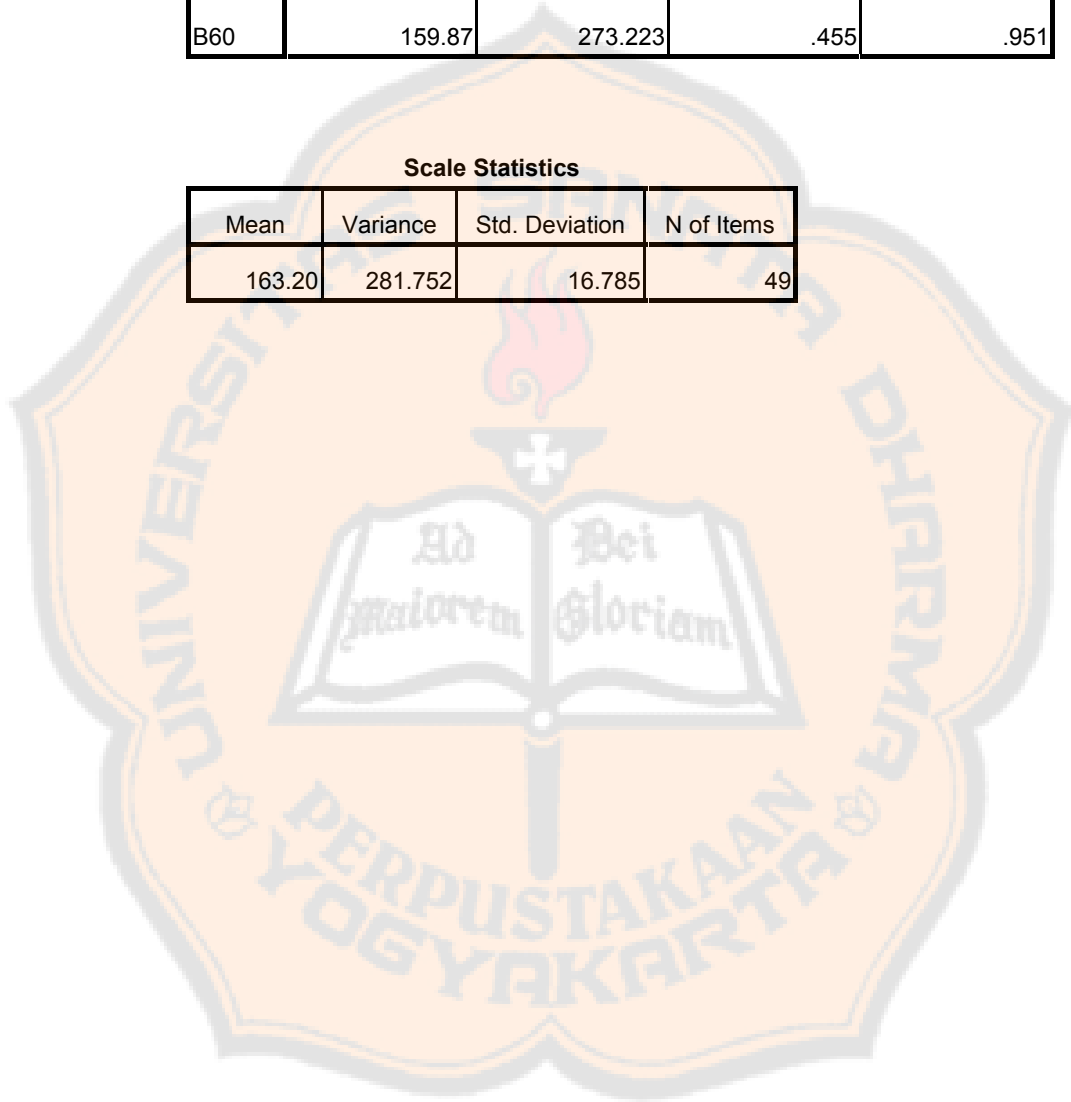 B60 159.87 273.223 .455 .951
Scale Statistics
Mean Variance Std. Deviation N of Items
163.20 281.752 16.785 49
UNIVERSITAS SANATA DHARMA
Ad Dei
Maiorem Gloriam
PERPUSTAKAAN
YOGYAKARTA